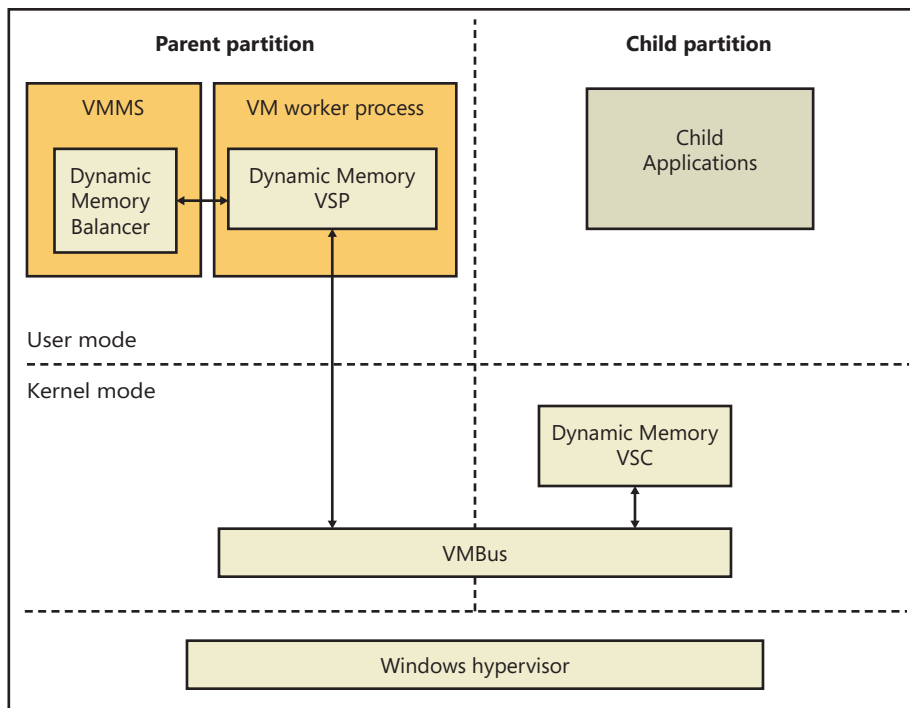 Parent partition
Child partition
VMMS
VM worker process
Dynamic
Memory
Balancer
Dynamic Memory
VSP
Child
Applications
User mode
Kernel mode
Dynamic Memory
VSC
VMBus
Windows hypervisor